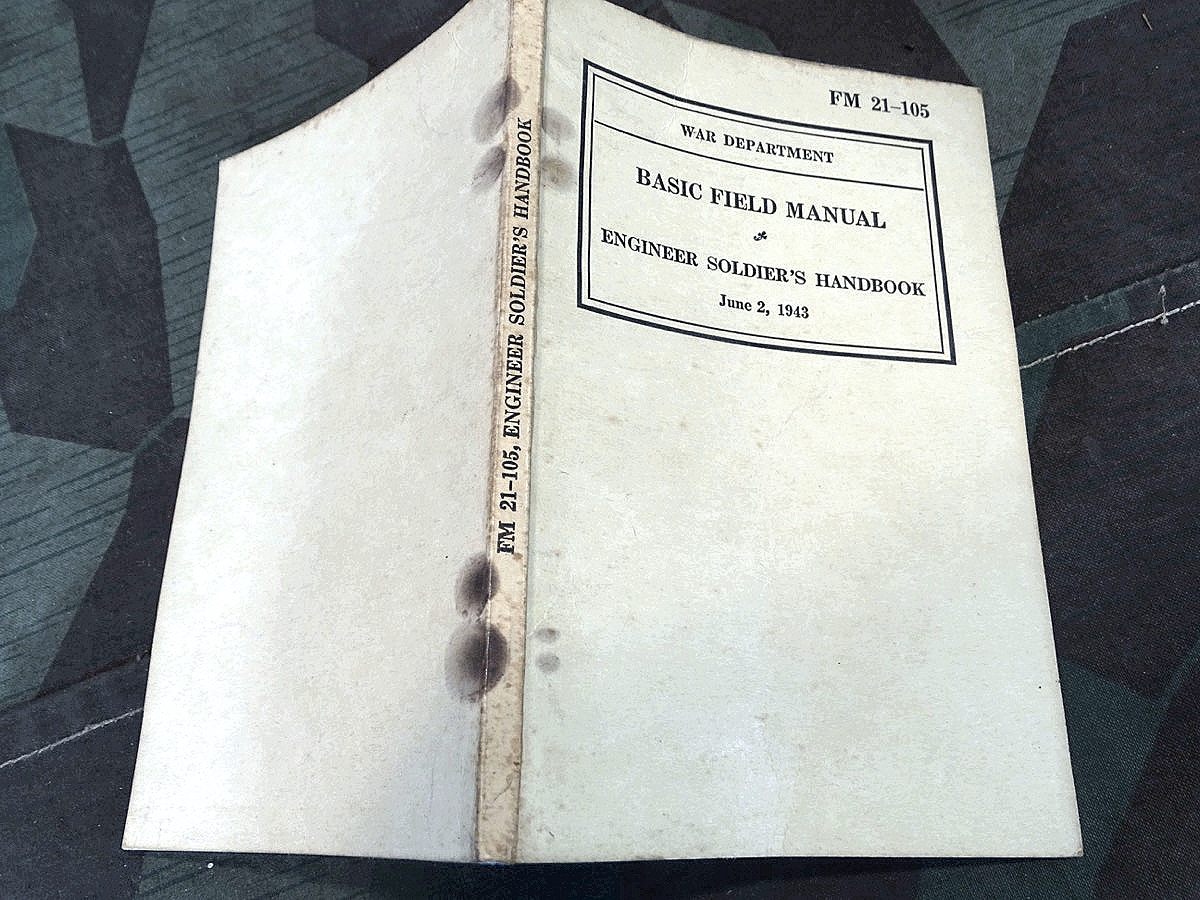 FM 21–105, ENGINEER SOLDIER'S HANDBOOK
FM 21–105
WAR DEPARTMENT
BASIC FIELD MANUAL
ENGINEER SOLDIER'S HANDBOOK
June 2, 1943